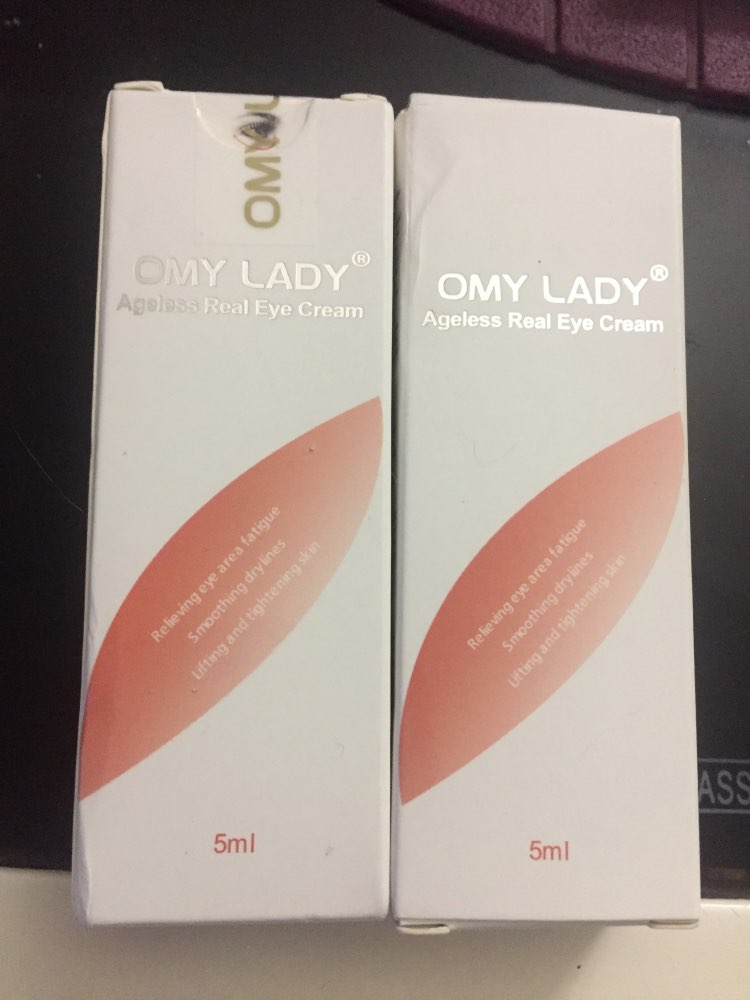 OMY L
OMY LADY®
Ageless Real Eye Cream
Relieving eye area fatigue
Smoothing drylines
Lifting and tightening skin
5ml
OMY LADY®
Ageless Real Eye Cream
Relieving eye area fatigue
Smoothing drylines
Lifting and tightening skin
5ml
ASS